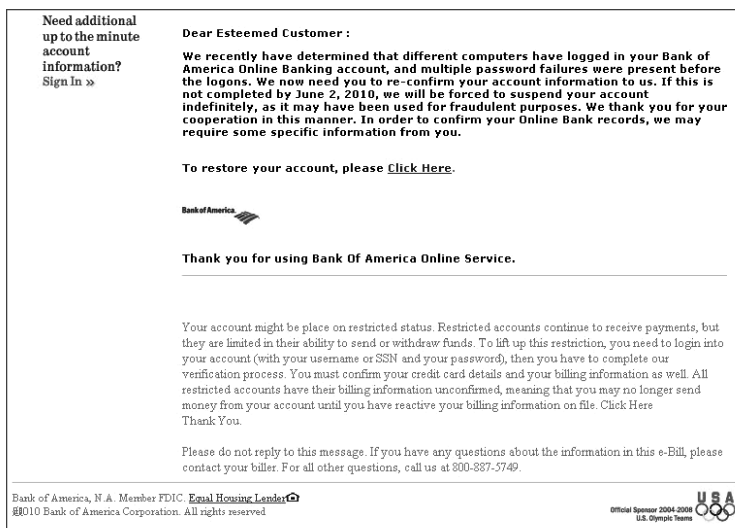 Need additional
up to the minute
account
information?
Sign In »
Dear Esteemed Customer :
We recently have determined that different computers have logged in your Bank of
America Online Banking account, and multiple password failures were present before
the logons. We now need you to re-confirm your account information to us. If this is
not completed by June 2, 2010, we will be forced to suspend your account
indefinitely, as it may have been used for fraudulent purposes. We thank you for your
cooperation in this manner. In order to confirm your Online Bank records, we may
require some specific information from you.
To restore your account, please Click Here.
Bank of America
Thank you for using Bank Of America Online Service.
Your account might be place on restricted status. Restricted accounts continue to receive payments, but
they are limited in their ability to send or withdraw funds. To lift up this restriction, you need to login into
your account (with your username or SSN and your password), then you have to complete our
verification process. You must confirm your credit card details and your billing information as well. All
restricted accounts have their billing information unconfirmed, meaning that you may no longer send
money from your account until you have reactive your billing information on file. Click Here
Thank You.
Please do not reply to this message. If you have any questions about the information in this e-Bill, please
contact your biller. For all other questions, call us at 800-887-5749.
Bank of America, N.A. Member FDIC. Equal Housing Lender
010 Bank of America Corporation. All rights reserved
Official Sponsor 2004-2008
U.S. Olympic Teams
USA